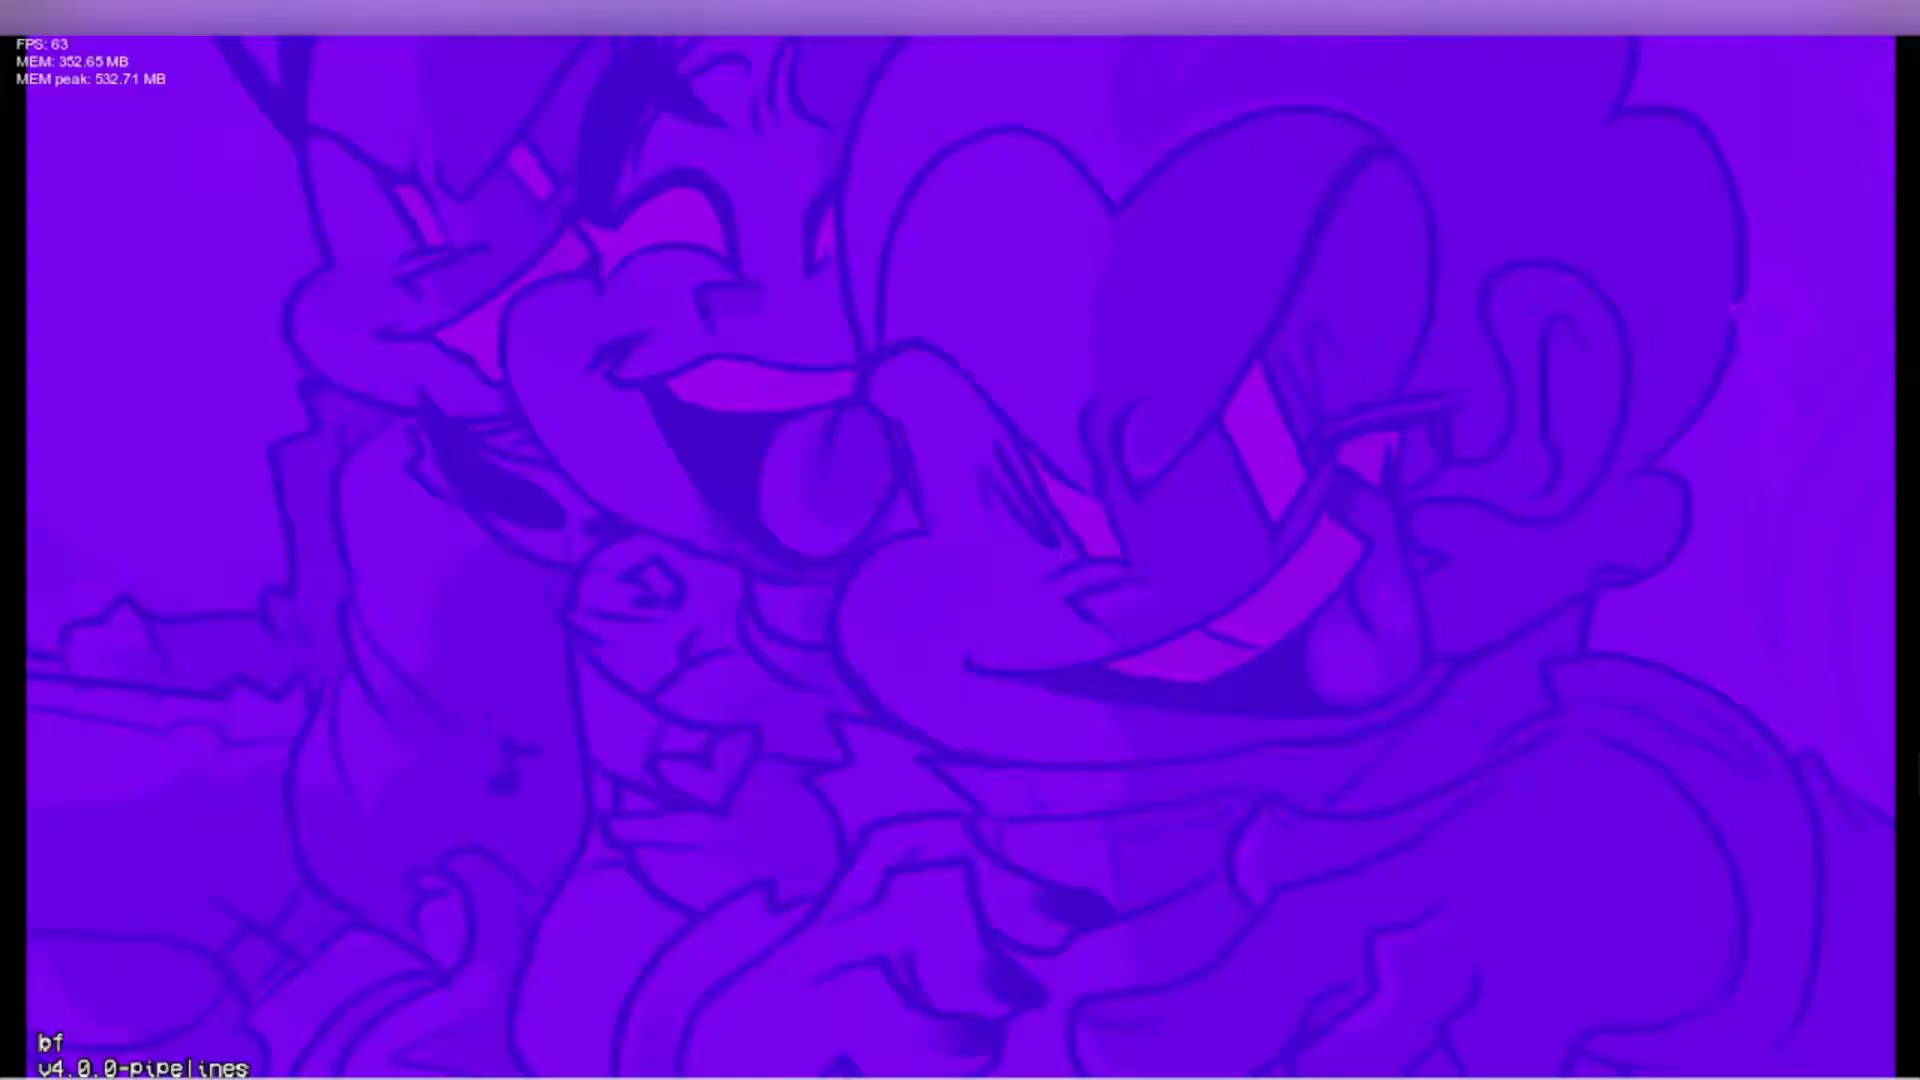 FPS: 63
MEM: 352.65 MB
MEM peak: 532.71 MB
bf
v4.0.0-pipelines